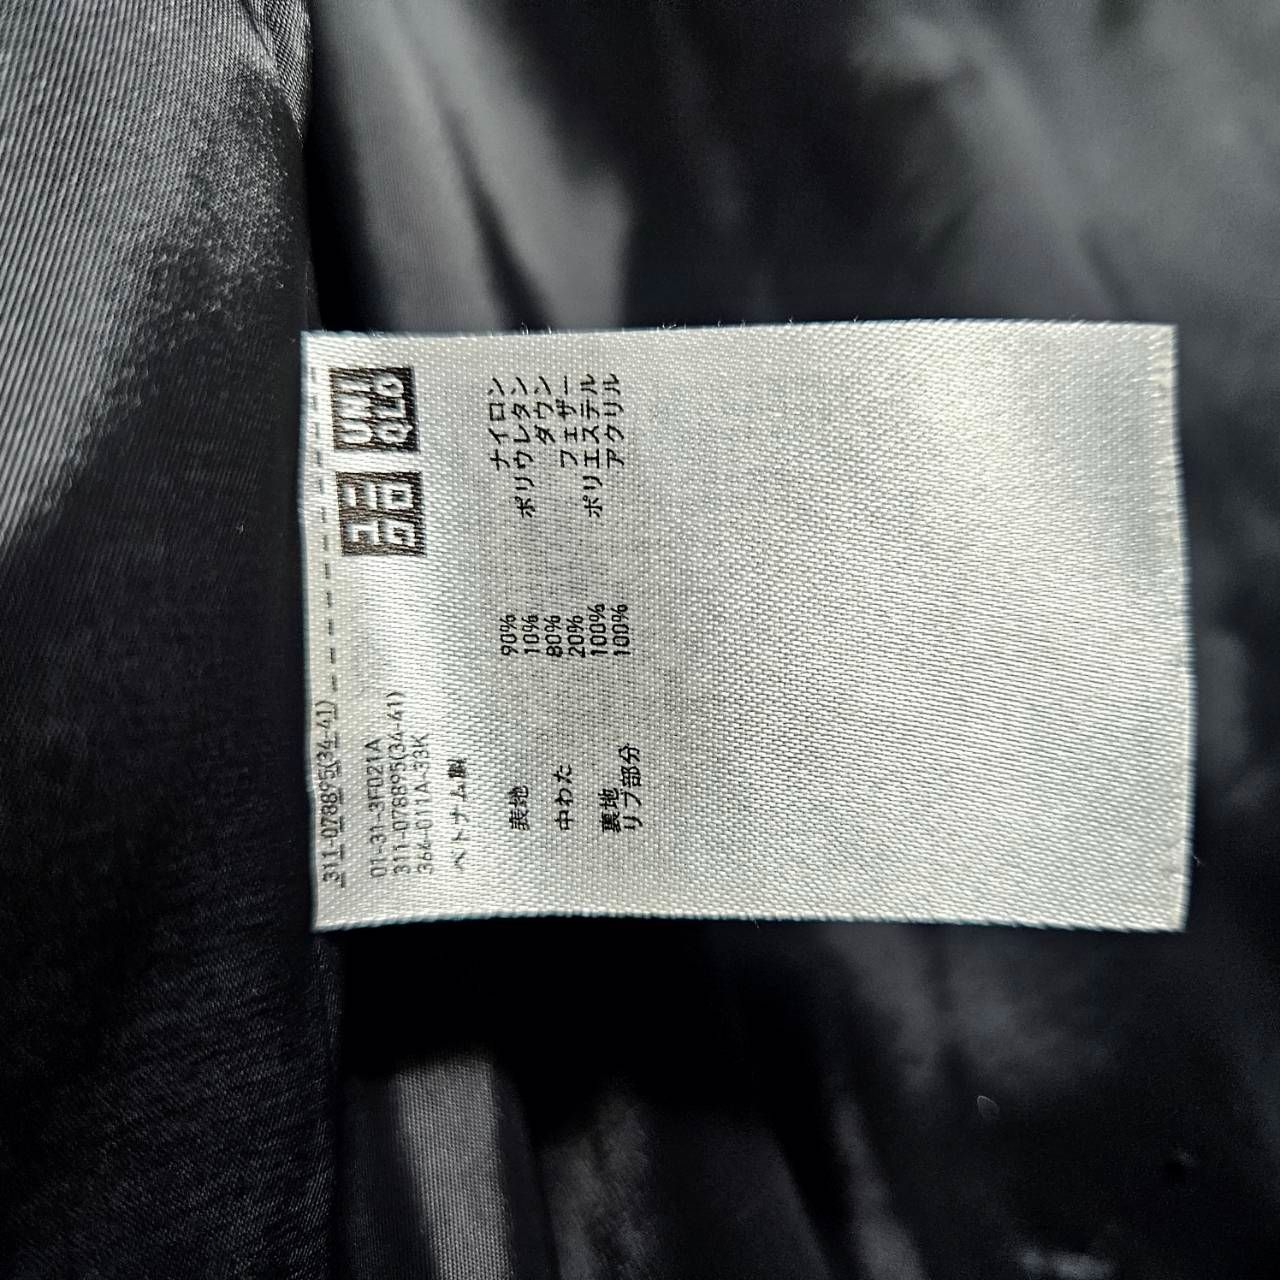 311-078895(34-41)
ユニ
クロ
UNI
QLO
01-31-3F021A
311-078895(34-41)
364-011A-33K
ベトナム製
表地 90% ナイロン
10% ポリウレタン
中わた 80% ダウン
20% フェザー
裏地 100% ポリエステル
リブ部分 100% アクリル